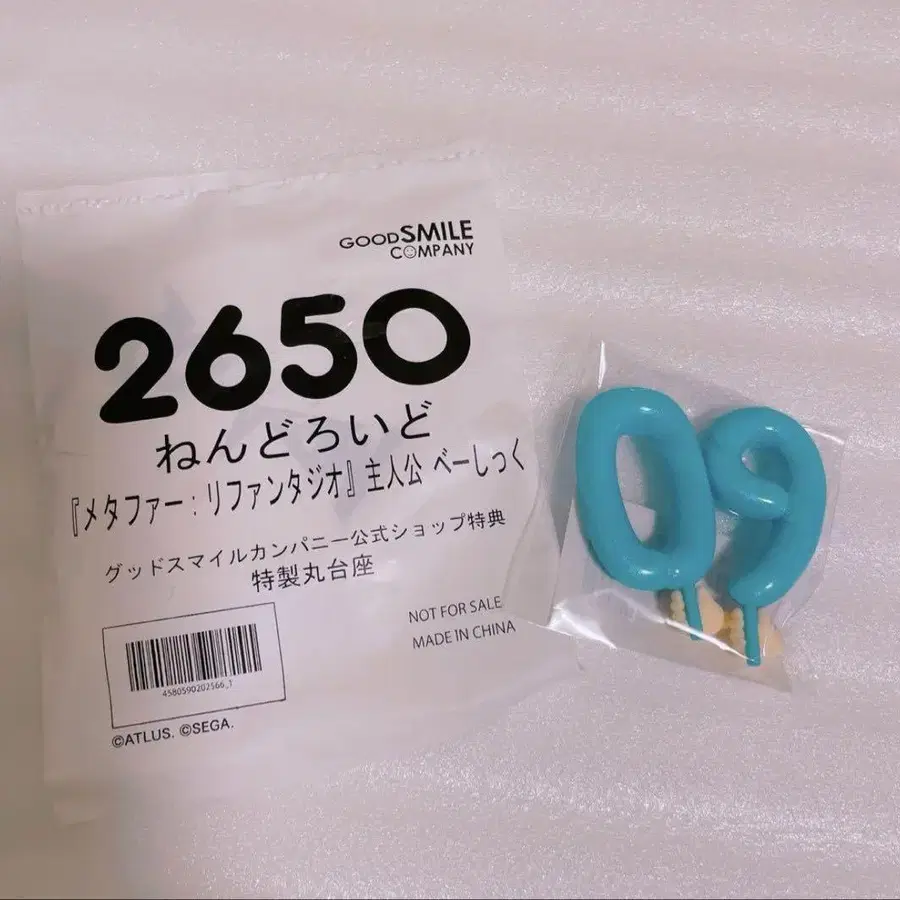 GOODSMILE
COMPANY
2650
ねんどろいど
『メタファー：リファンタジオ』主人公 べーしっく
グッドスマイルカンパニー公式ショップ特典
特製丸台座
NOT FOR SALE
MADE IN CHINA
4580590202566_T
©ATLUS. ©SEGA.
09